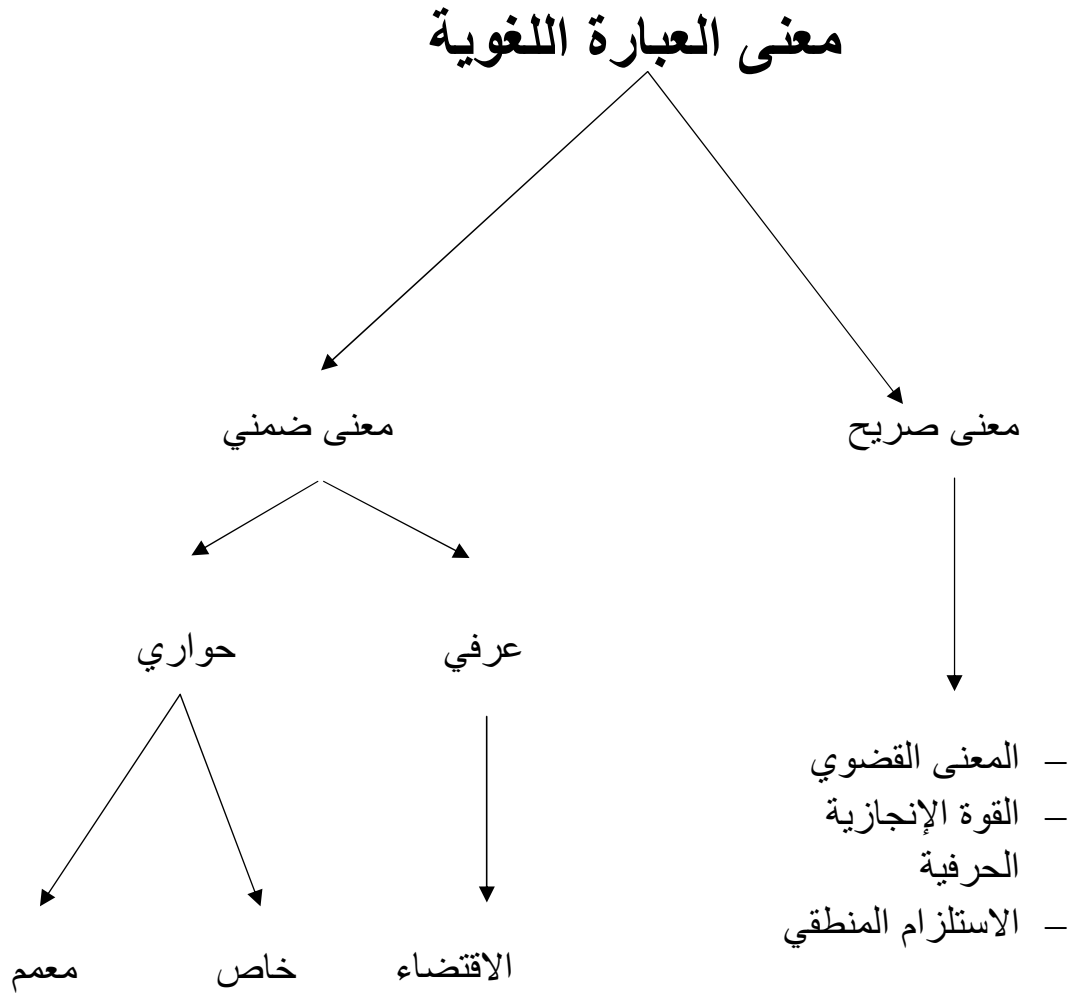 معنى العبارة اللغوية
معنى صريح
معنى ضمني
عرفي
حواري
– المعنى القضوي
– القوة الإنجازية
الحرفية
– الاستلزام المنطقي
الاقتضاء
خاص
معمم